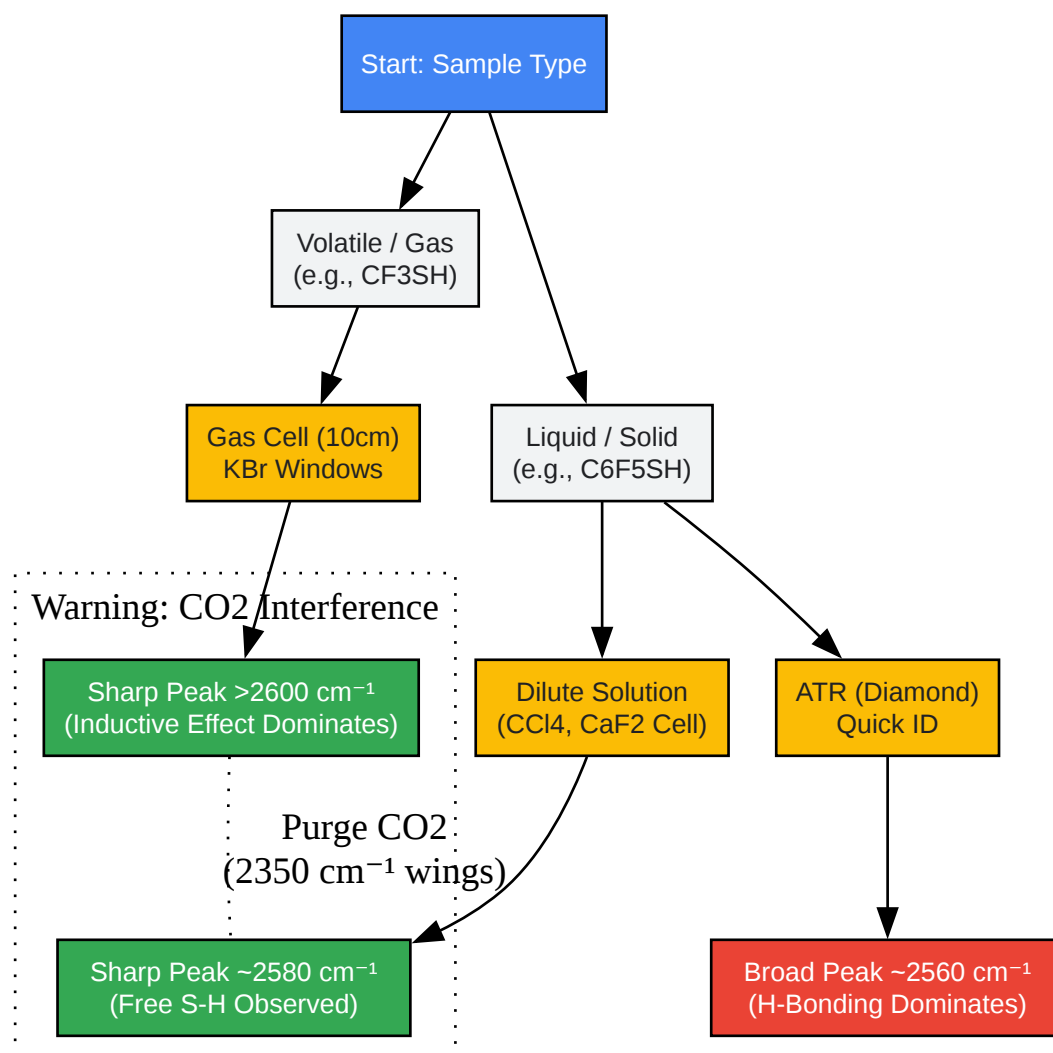 Start: Sample Type
Volatile / Gas
(e.g., CF3SH)
Gas Cell (10cm)
KBr Windows
Liquid / Solid
(e.g., C6F5SH)
Warning: CO2 Interference
Sharp Peak >2600 cm⁻¹
(Inductive Effect Dominates)
Dilute Solution
(CCl4, CaF2 Cell)
ATR (Diamond)
Quick ID
Purge CO2
(2350 cm⁻¹ wings)
Sharp Peak ~2580 cm⁻¹
(Free S-H Observed)
Broad Peak ~2560 cm⁻¹
(H-Bonding Dominates)